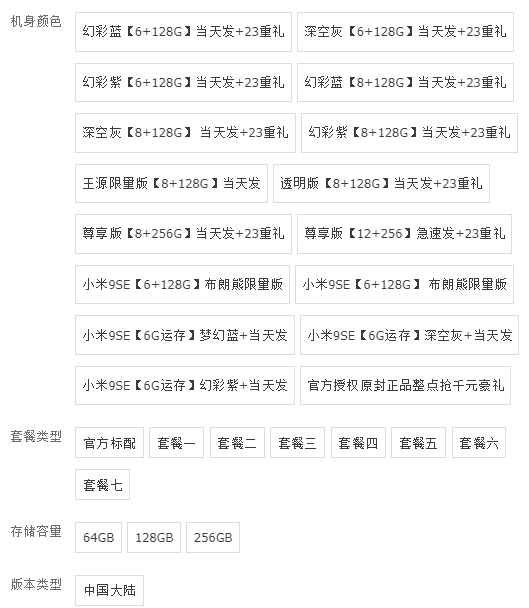 机身颜色 幻彩蓝【6+128G】当天发+23重礼 深空灰【6+128G】当天发+23重礼
幻彩紫【6+128G】当天发+23重礼 幻彩蓝【8+128G】当天发+23重礼
深空灰【8+128G】 当天发+23重礼 幻彩紫【8+128G】当天发+23重礼
王源限量版【8+128G】当天发 透明版【8+128G】当天发+23重礼
尊享版【8+256G】当天发+23重礼 尊享版【12+256】急速发+23重礼
小米9SE【6+128G】布朗熊限量版 小米9SE【6+128G】 布朗熊限量版
小米9SE【6G运存】梦幻蓝+当天发 小米9SE【6G运存】深空灰+当天发
小米9SE【6G运存】幻彩紫+当天发 官方授权原封正品整点抢千元豪礼
套餐类型 官方标配 套餐一 套餐二 套餐三 套餐四 套餐五 套餐六
套餐七
存储容量 64GB 128GB 256GB
版本类型 中国大陆